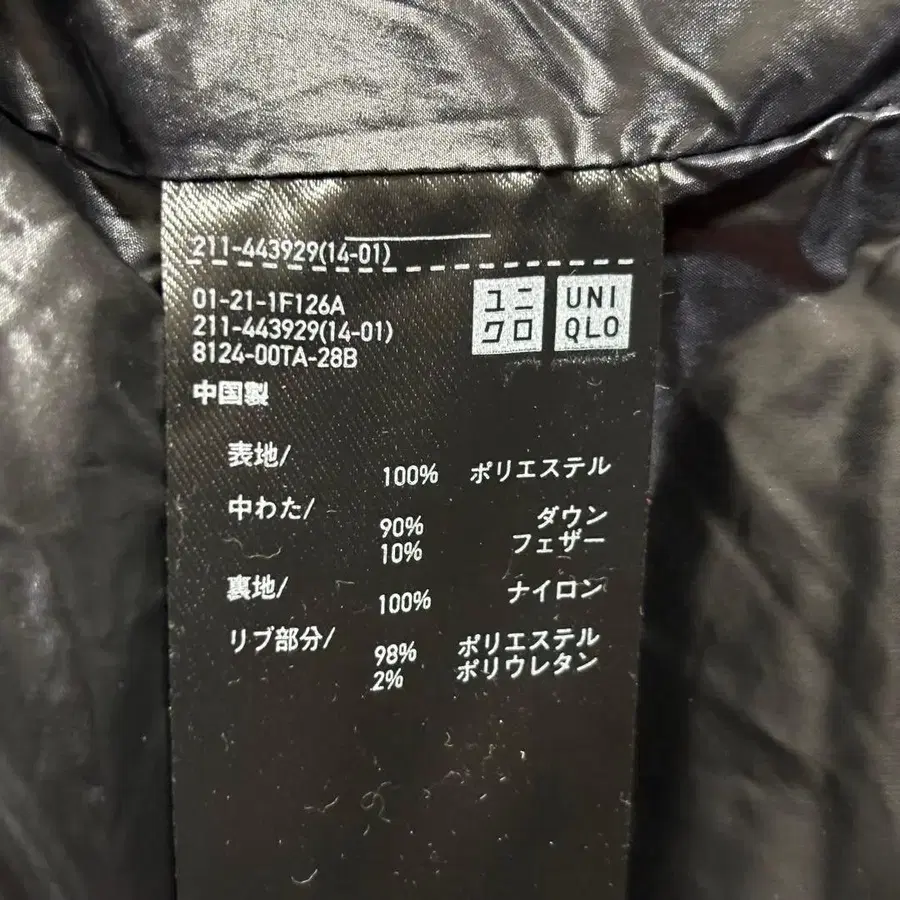 211-443929(14-01)
01-21-1F126A
211-443929(14-01)
8124-00TA-28B
中国製
ユニ
クロ
UNI
QLO
表地/
100% ポリエステル
中わた/
90% ダウン
10% フェザー
裏地/
100% ナイロン
リブ部分/
98% ポリエステル
2% ポリウレタン